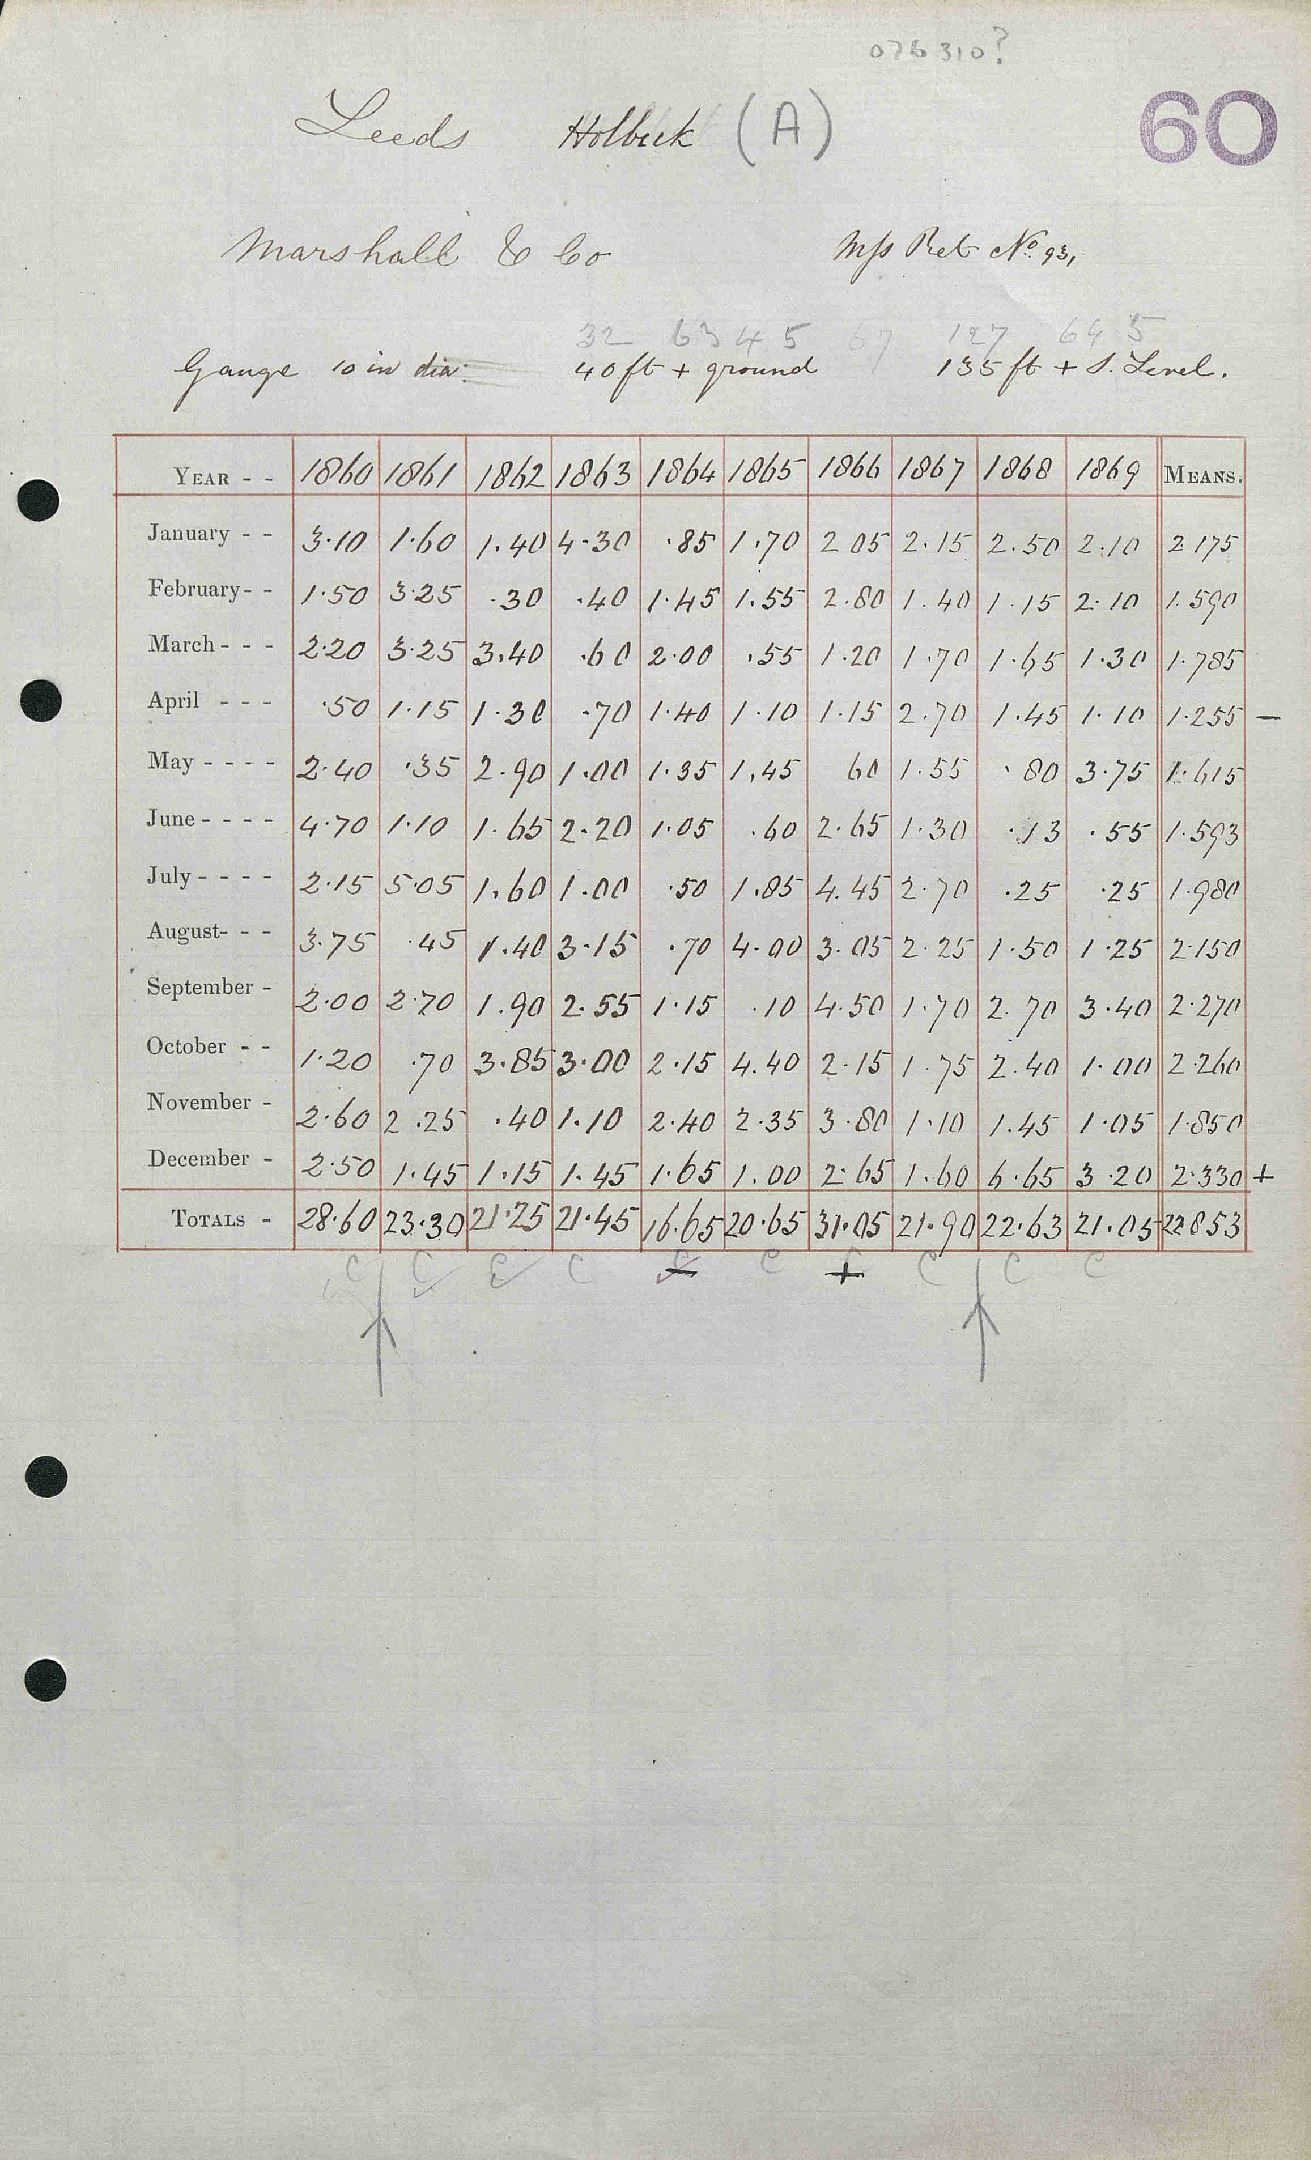 076310?
60
Leeds Holbeck (A)
Marshall & Co Mss Ret No. 93,
32 63 4 5 67 127 64 5
Gauge 10 in dia: 40 ft + ground 135 ft + S. Level.
YEAR - - 1860 1861 1862 1863 1864 1865 1866 1867 1868 1869 MEANS.
January - - 3.10 1.60 1.40 4.30 .85 1.70 2 05 2.15 2.50 2.10 2.175
February - - 1.50 3.25 .30 .40 1.45 1.55 2.80 1.40 1.15 2.10 1.590
March - - - 2.20 3.25 3.40 .60 2.00 .55 1.20 1.70 1.65 1.30 1.785
April - - - .50 1.15 1.30 .70 1.40 1.10 1.15 2.70 1.45 1.10 1.255 —
May - - - - 2.40 .35 2.90 1.00 1.35 1.45 60 1.55 .80 3.75 1.615
June - - - - 4.70 1.10 1.65 2.20 1.05 .60 2.65 1.30 .13 .55 1.593
July - - - - 2.15 5.05 1.60 1.00 .50 1.85 4.45 2.70 .25 .25 1.980
August - - - 3.75 .45 1.40 3.15 .70 4.00 3.05 2.25 1.50 1.25 2.150
September - 2.00 2.70 1.90 2.55 1.15 .10 4.50 1.70 2.70 3.40 2.270
October - - 1.20 .70 3.85 3.00 2.15 4.40 2.15 1.75 2.40 1.00 2.260
November - 2.60 2.25 .40 1.10 2.40 2.35 3.80 1.10 1.45 1.05 1.850
December - 2.50 1.45 1.15 1.45 1.65 1.00 2.65 1.60 6.65 3.20 2.330 +
TOTALS - 28.60 23.30 21.25 21.45 16.65 20.65 31.05 21.90 22.63 21.05 22853
C C C C C C C C C C